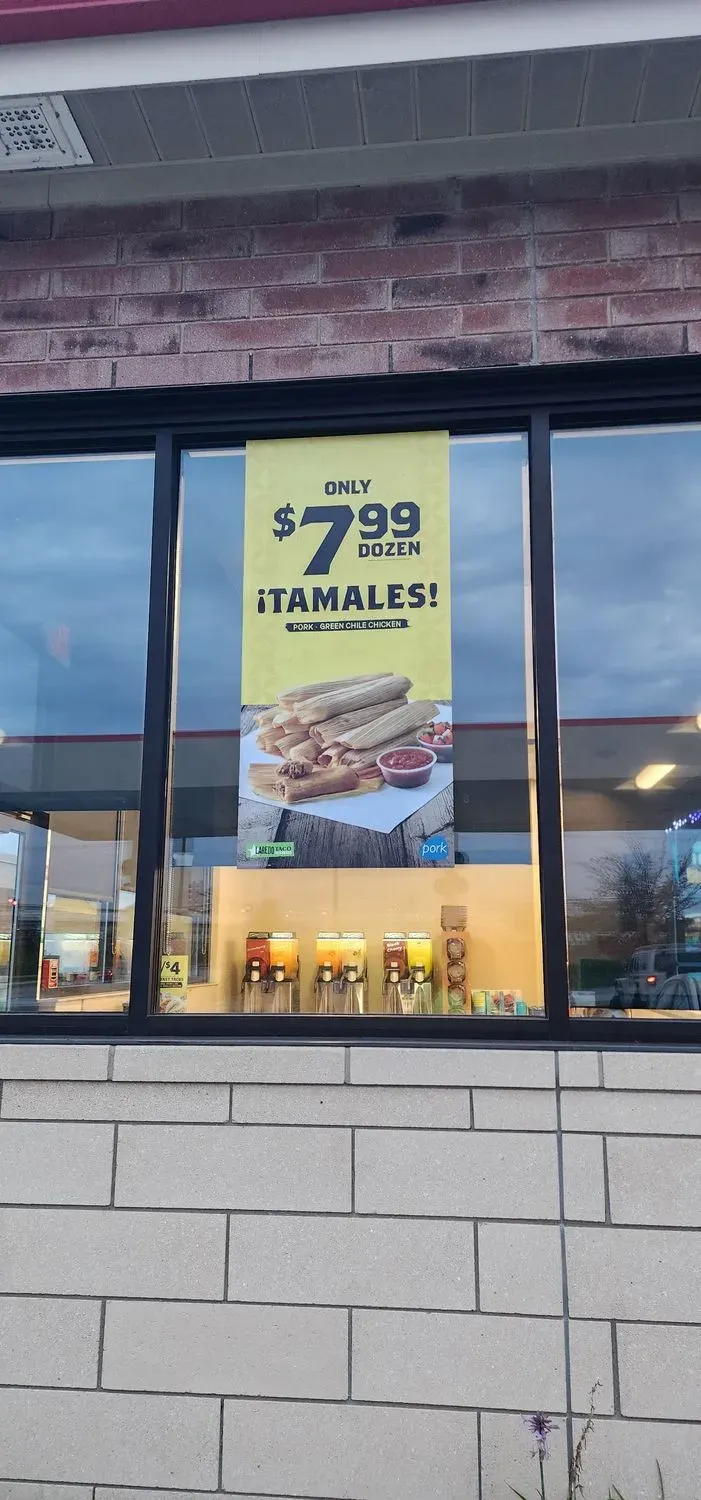 ONLY
$7.99
DOZEN
¡TAMALES!
PORK · GREEN CHILE CHICKEN
LAREDO TACO
pork
/$4